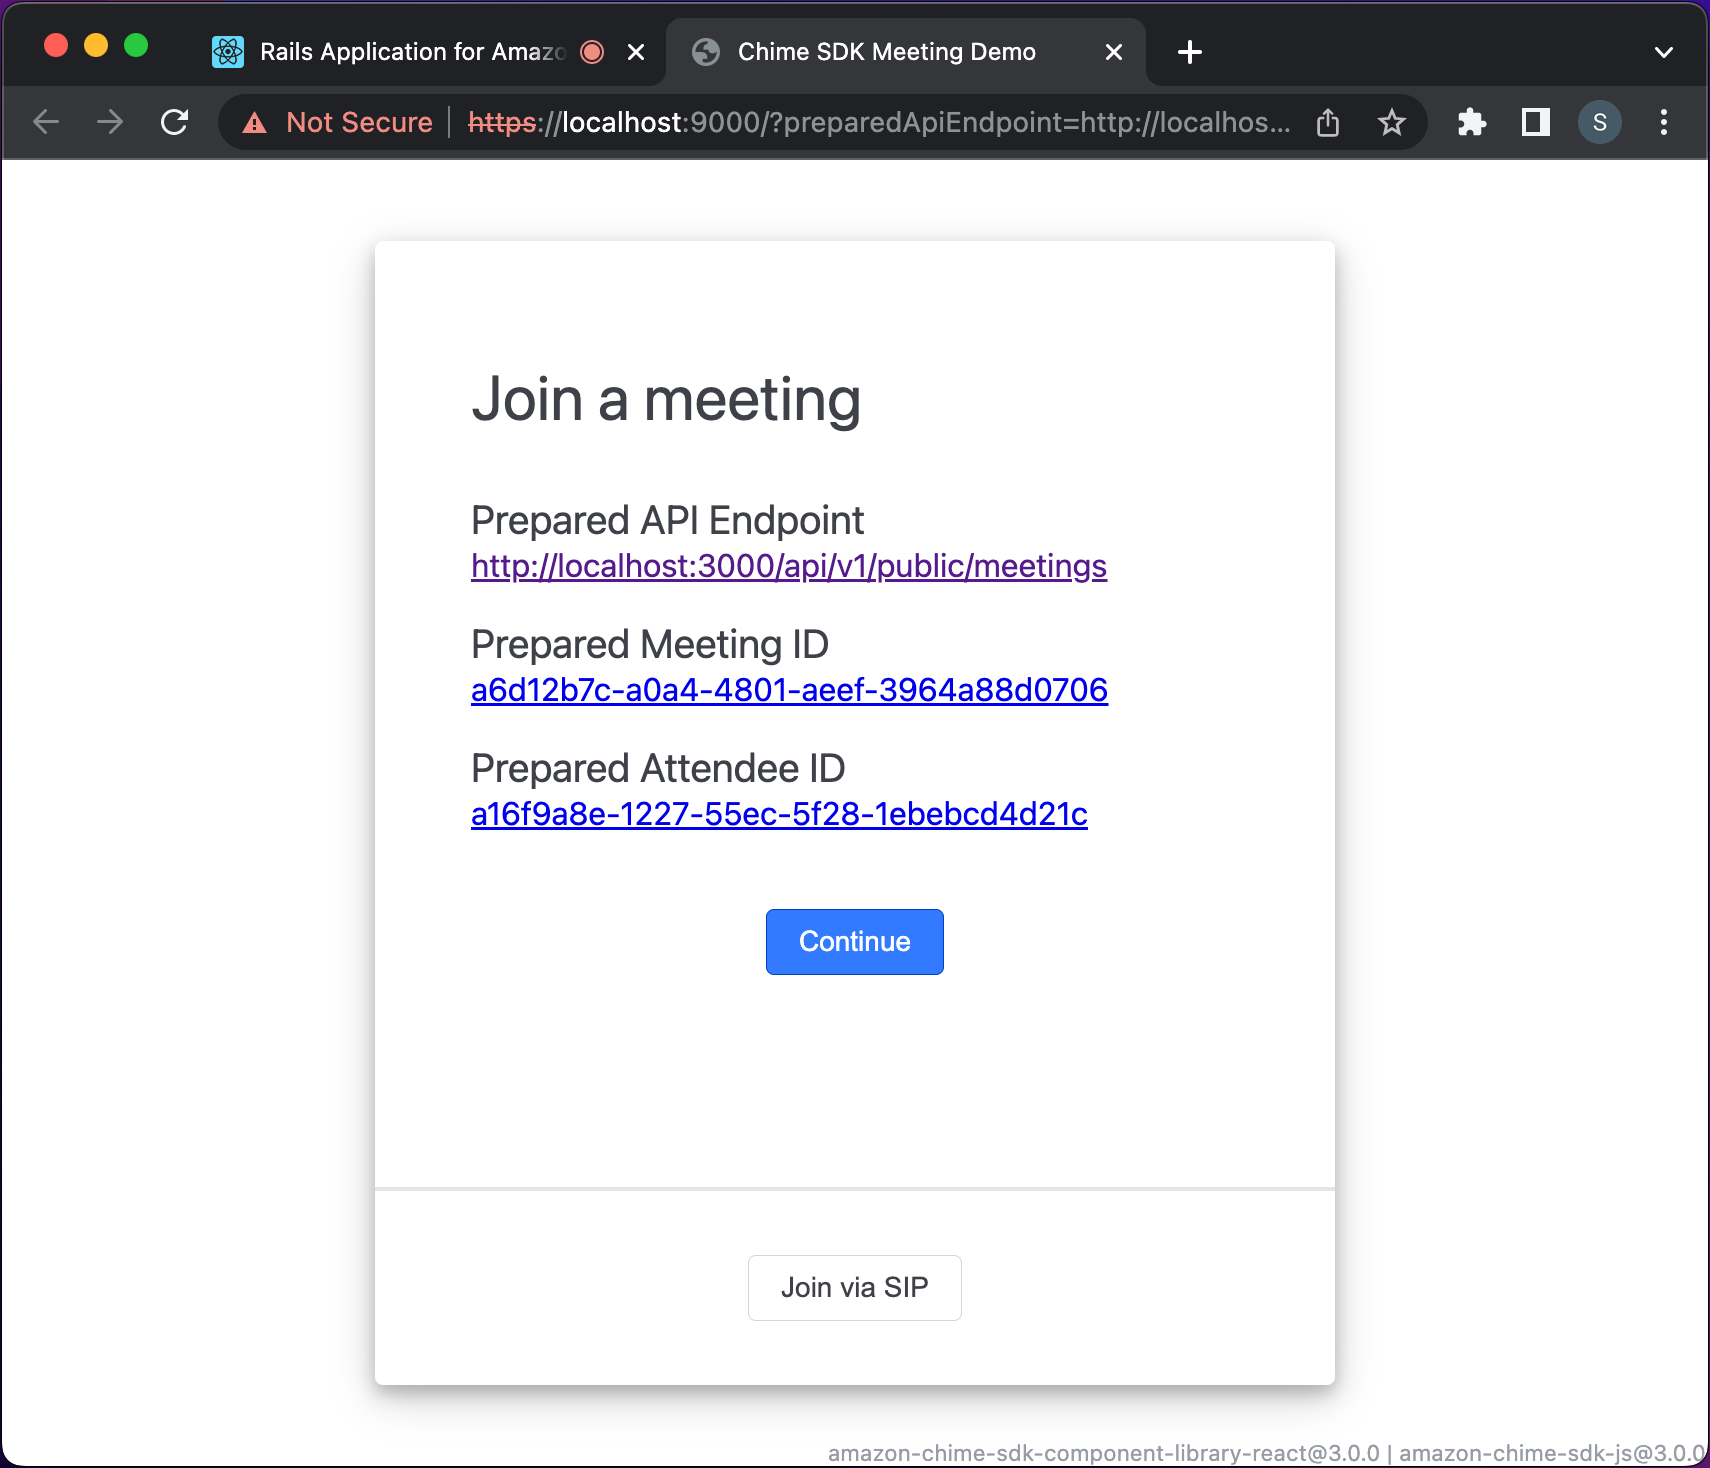 Rails Application for Amazo
Chime SDK Meeting Demo
Not Secure https://localhost:9000/?preparedApiEndpoint=http://localhos...
S
Join a meeting
Prepared API Endpoint
http://localhost:3000/api/v1/public/meetings
Prepared Meeting ID
a6d12b7c-a0a4-4801-aeef-3964a88d0706
Prepared Attendee ID
a16f9a8e-1227-55ec-5f28-1ebebcd4d21c
Continue
Join via SIP
amazon-chime-sdk-component-library-react@3.0.0 | amazon-chime-sdk-js@3.0.0